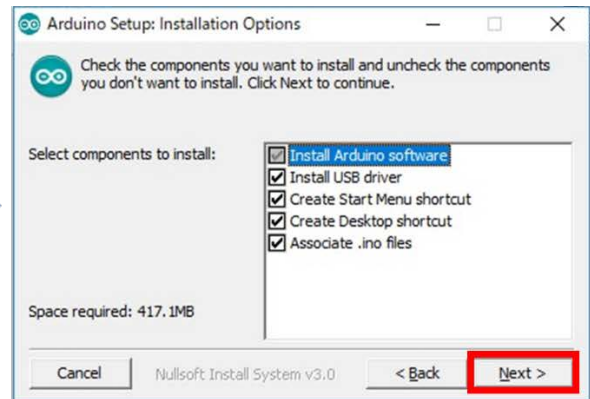 Arduino Setup: Installation Options
Check the components you want to install and uncheck the components
you don't want to install. Click Next to continue.
Select components to install:
Install Arduino software
Install USB driver
Create Start Menu shortcut
Create Desktop shortcut
Associate .ino files
Space required: 417.1MB
Cancel
Nullsoft Install System v3.0
< Back
Next >